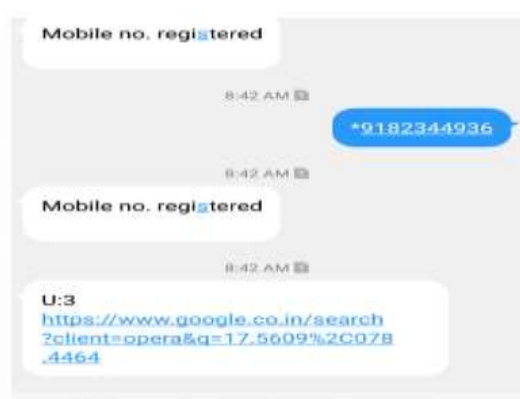 Mobile no. registered
8:42 AM
*9182344936
8:42 AM
Mobile no. registered
8:42 AM
U:3
https://www.google.co.in/search
?client=opera&q=17.5609%2C078
.4464